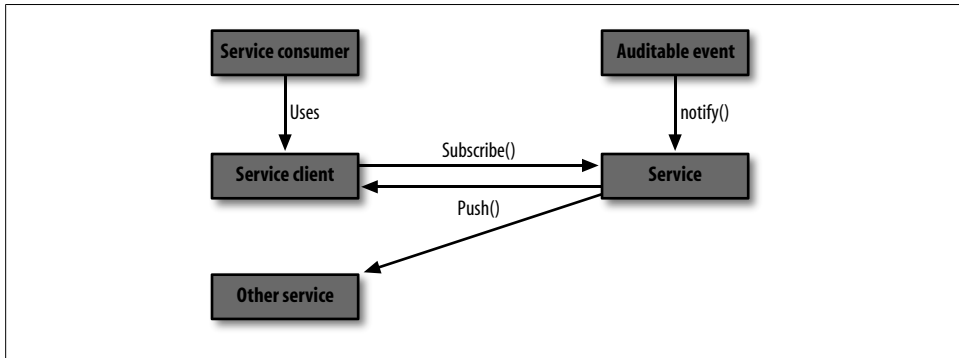 Service consumer
Auditable event
Uses
notify()
Subscribe()
Service client
Service
Push()
Other service